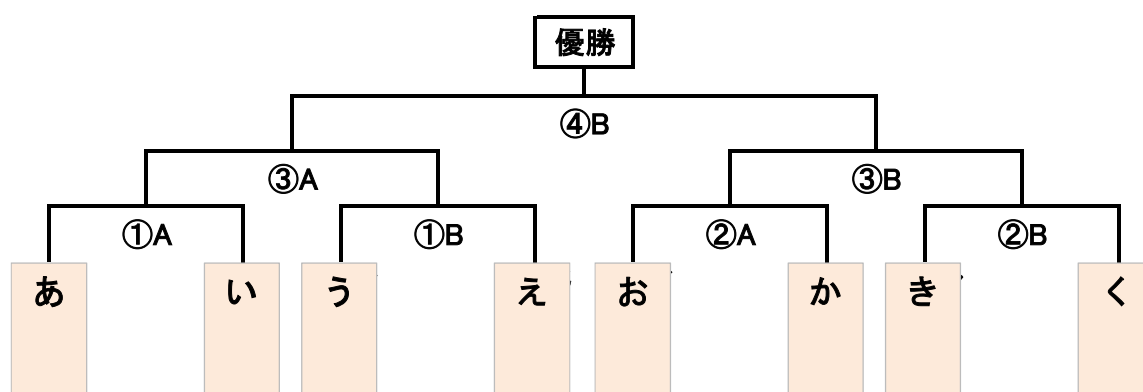 優勝
④B
③A ③B
①A ①B ②A ②B
あ い う え お か き く